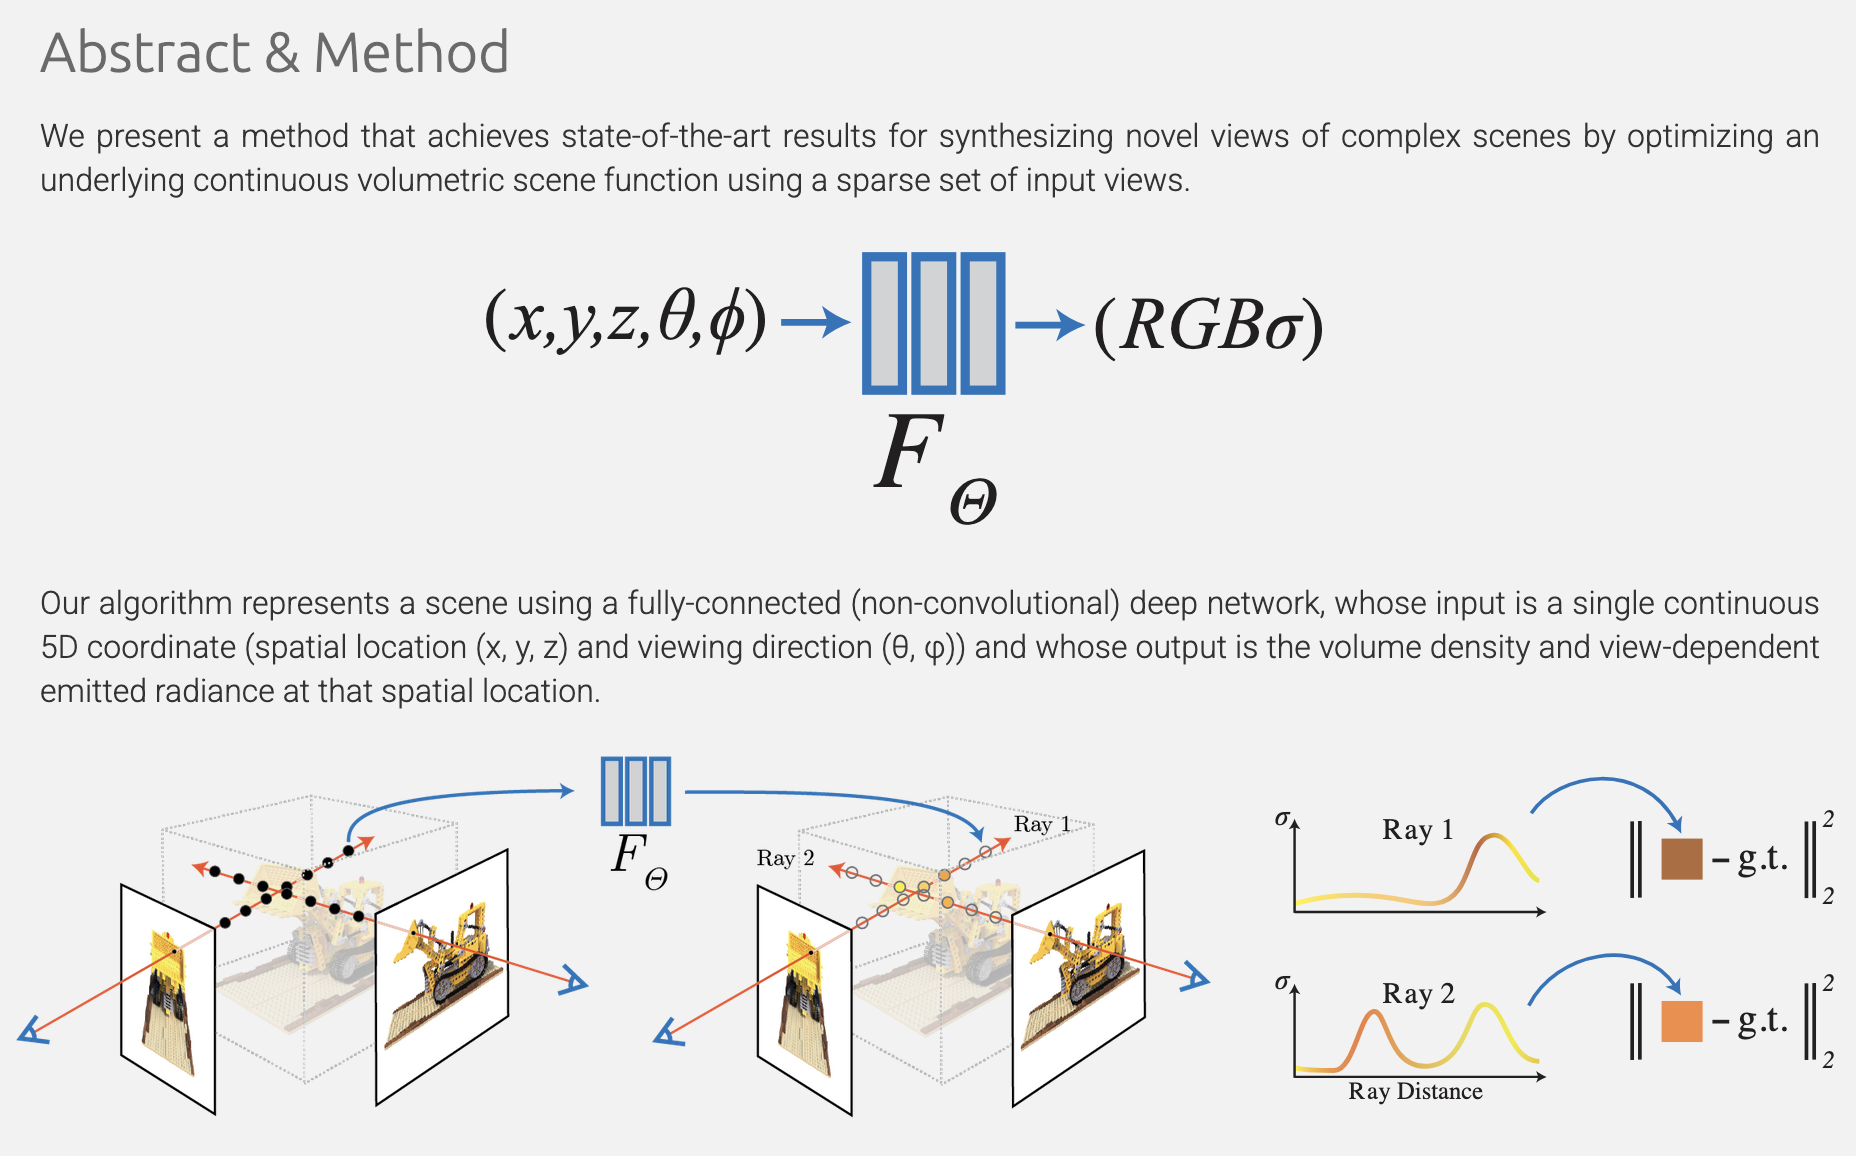 Abstract & Method
We present a method that achieves state-of-the-art results for synthesizing novel views of complex scenes by optimizing an
underlying continuous volumetric scene function using a sparse set of input views.
(x,y,z,θ,ϕ) (RGBσ)
F_Θ
Our algorithm represents a scene using a fully-connected (non-convolutional) deep network, whose input is a single continuous
5D coordinate (spatial location (x, y, z) and viewing direction (θ, φ)) and whose output is the volume density and view-dependent
emitted radiance at that spatial location.
F_Θ
Ray 1
Ray 2
σ Ray 1
‖ – g.t. ‖²₂
σ Ray 2
‖ – g.t. ‖²₂
Ray Distance